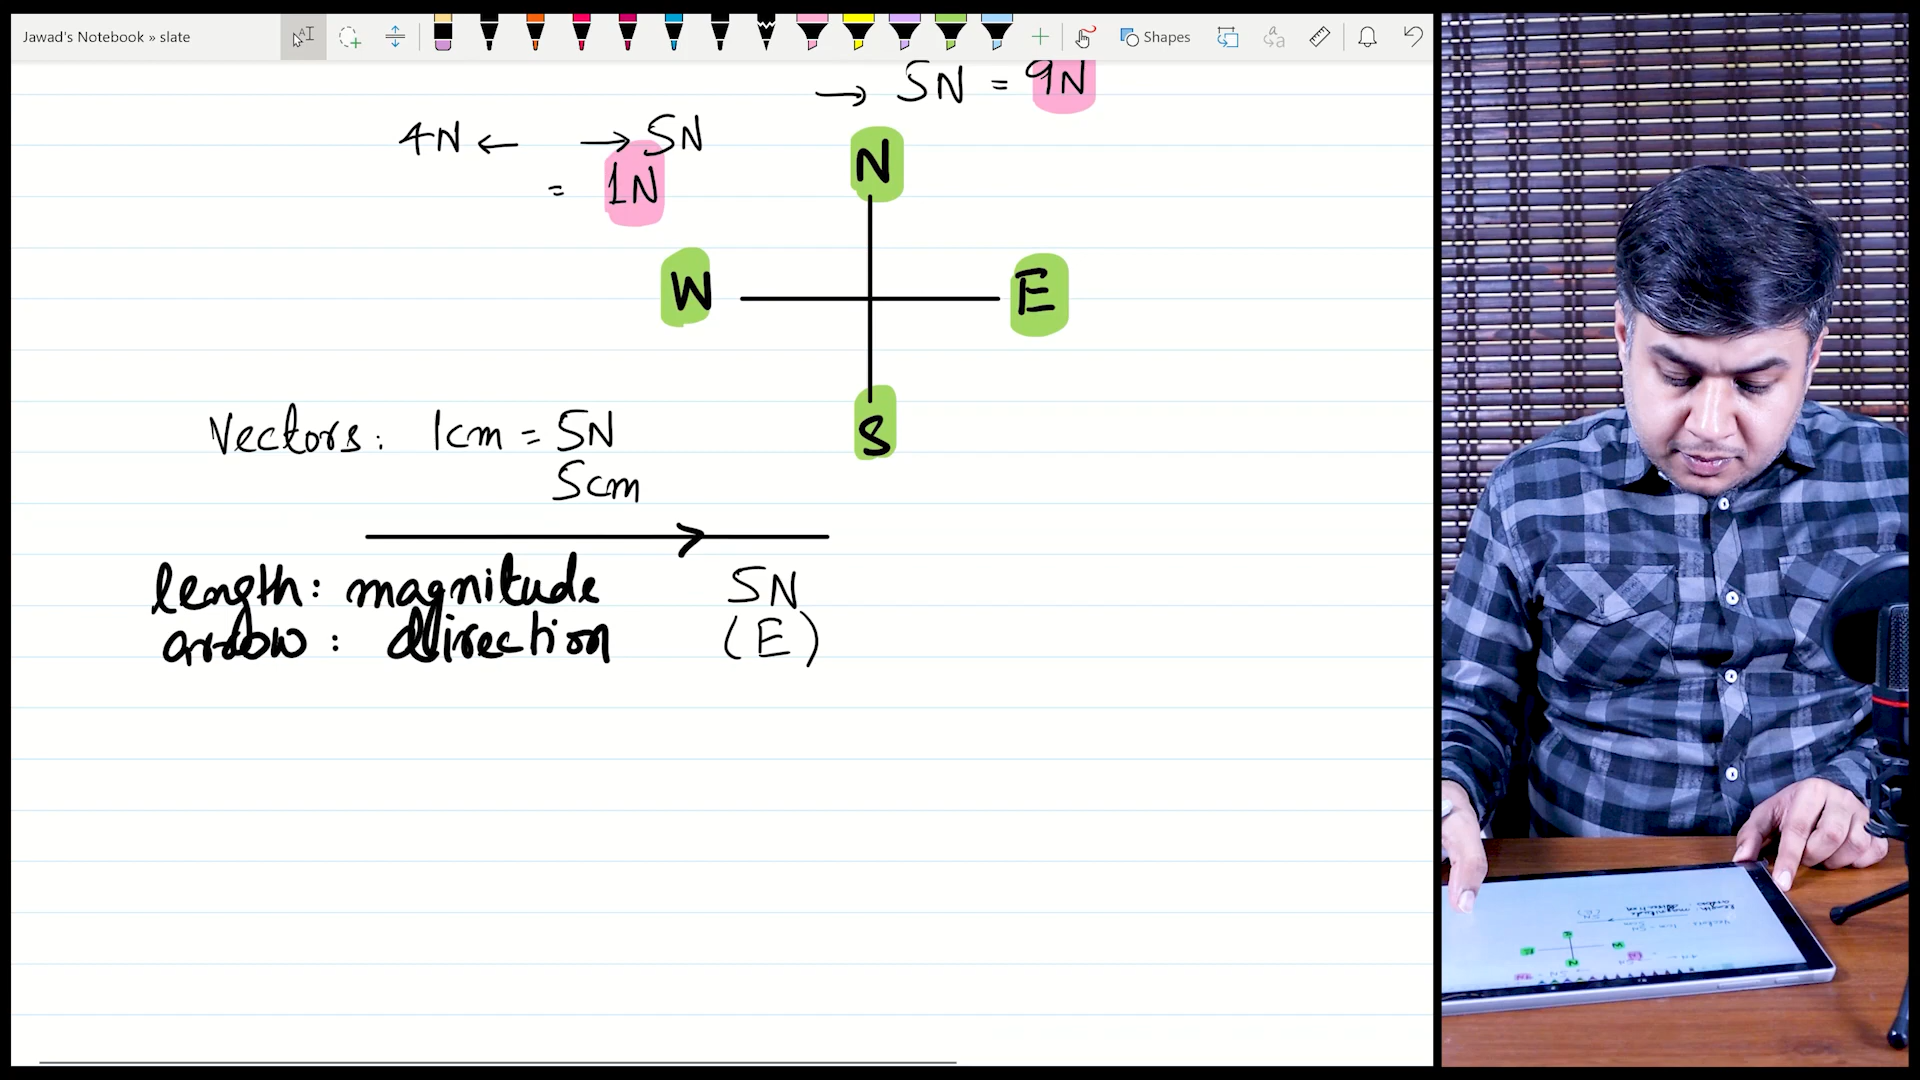 Jawad's Notebook » slate
Shapes
→ 5N = 9N
4N ← → 5N
= 1N
N
W E
S
Vectors: 1cm = 5N
5cm
length: magnitude 5N
arrow: direction (E)